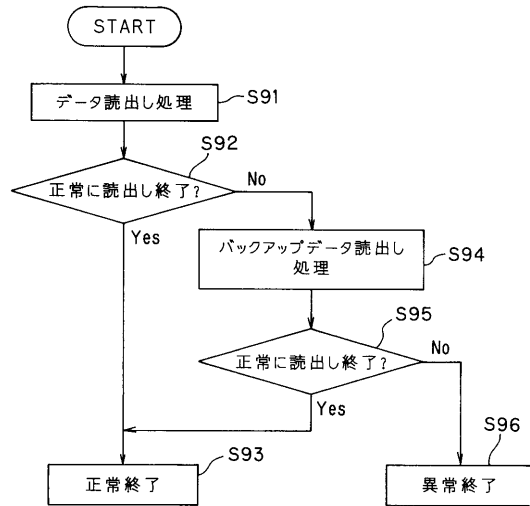 START
データ読出し処理
S91
S92
正常に読出し終了?
No
Yes
バックアップデータ読出し
処理
S94
S95
正常に読出し終了?
No
Yes
S93
正常終了
S96
異常終了